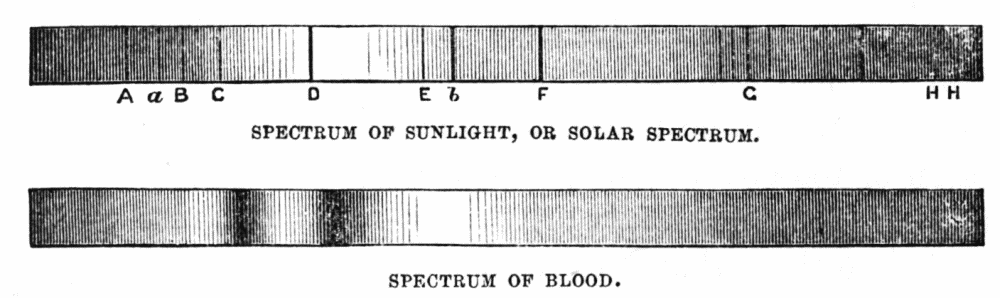 A a B C D E b F G H H
SPECTRUM OF SUNLIGHT, OR SOLAR SPECTRUM.
SPECTRUM OF BLOOD.